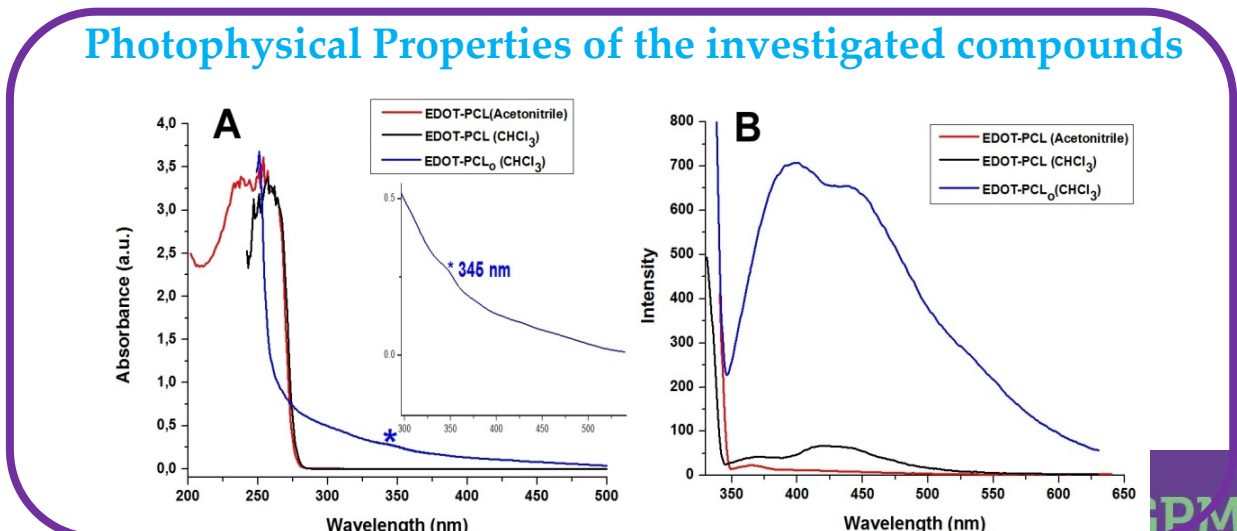 Photophysical Properties of the investigated compounds
A
EDOT-PCL(Acetonitrile)
EDOT-PCL (CHCl₃)
EDOT-PCL₀ (CHCl₃)
4,0
3,5
3,0
2,5
2,0
1,5
1,0
0,5
0,0
Absorbance (a.u.)
0.5
0.0
* 345 nm
300 350 400 450 500
*
200 250 300 350 400 450 500
Wavelength (nm)
B
EDOT-PCL (Acetonitrile)
EDOT-PCL (CHCl₃)
EDOT-PCL₀(CHCl₃)
800
700
600
500
400
300
200
100
0
Intensity
350 400 450 500 550 600 650
Wavelength (nm)